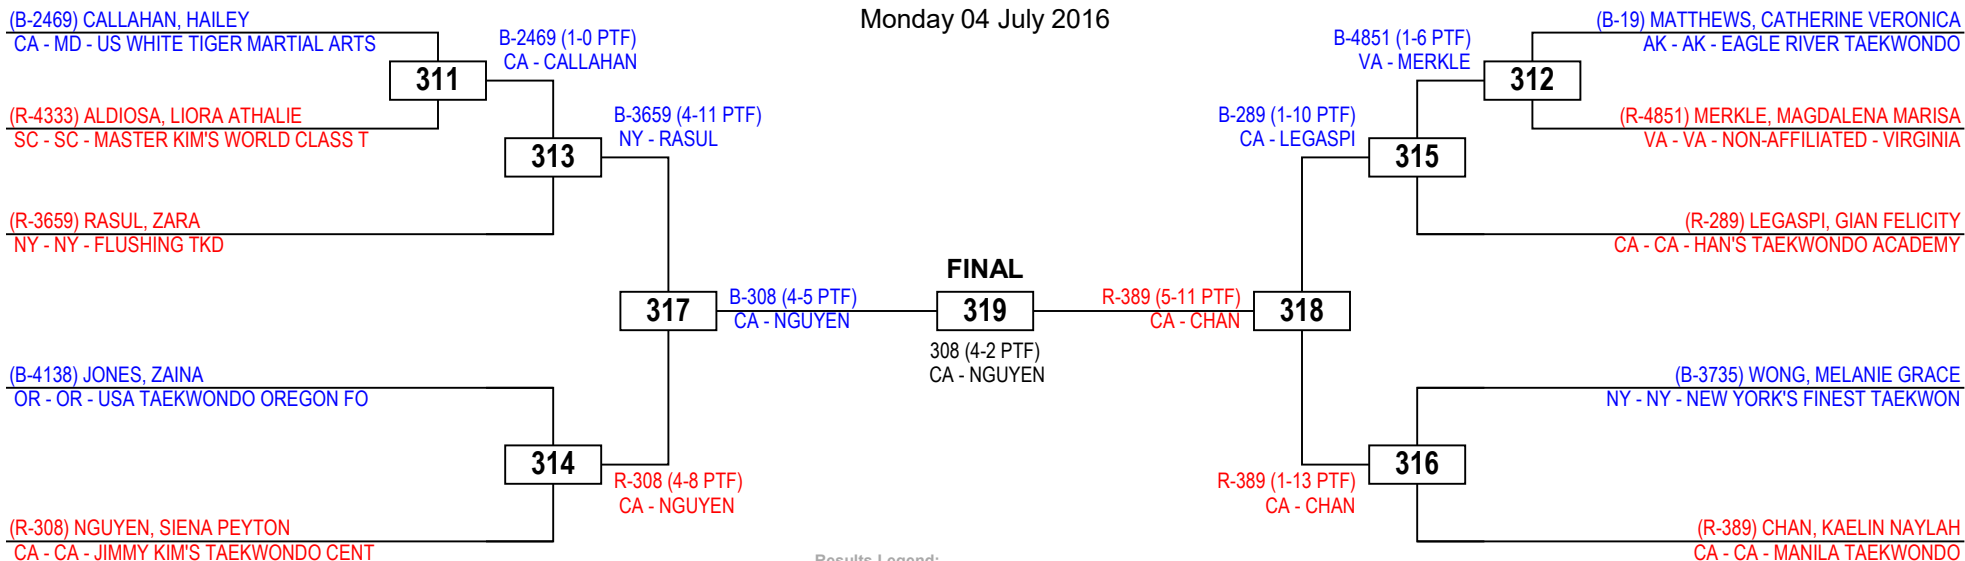 Monday 04 July 2016
(B-2469) CALLAHAN, HAILEY
CA - MD - US WHITE TIGER MARTIAL ARTS
311
B-2469 (1-0 PTF)
CA - CALLAHAN
(R-4333) ALDIOSA, LIORA ATHALIE
SC - SC - MASTER KIM'S WORLD CLASS T
313
B-3659 (4-11 PTF)
NY - RASUL
(R-3659) RASUL, ZARA
NY - NY - FLUSHING TKD
317
B-308 (4-5 PTF)
CA - NGUYEN
(B-4138) JONES, ZAINA
OR - OR - USA TAEKWONDO OREGON FO
314
R-308 (4-8 PTF)
CA - NGUYEN
(R-308) NGUYEN, SIENA PEYTON
CA - CA - JIMMY KIM'S TAEKWONDO CENT
FINAL
319
308 (4-2 PTF)
CA - NGUYEN
Results Legend:
(B-19) MATTHEWS, CATHERINE VERONICA
AK - AK - EAGLE RIVER TAEKWONDO
B-4851 (1-6 PTF)
VA - MERKLE
312
(R-4851) MERKLE, MAGDALENA MARISA
VA - VA - NON-AFFILIATED - VIRGINIA
B-289 (1-10 PTF)
CA - LEGASPI
315
(R-289) LEGASPI, GIAN FELICITY
CA - CA - HAN'S TAEKWONDO ACADEMY
R-389 (5-11 PTF)
CA - CHAN
318
(B-3735) WONG, MELANIE GRACE
NY - NY - NEW YORK'S FINEST TAEKWON
316
R-389 (1-13 PTF)
CA - CHAN
(R-389) CHAN, KAELIN NAYLAH
CA - CA - MANILA TAEKWONDO